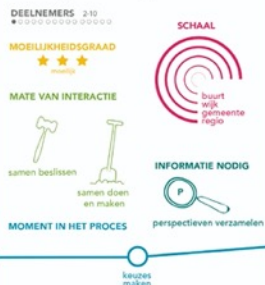 DEELNEMERS 2-10
MOEILIJKHEIDSGRAAD
moeilijk
MATE VAN INTERACTIE
samen beslissen
samen doen
en maken
SCHAAL
buurt
wijk
gemeente
regio
INFORMATIE NODIG
P
perspectieven verzamelen
MOMENT IN HET PROCES
keuzes
maken